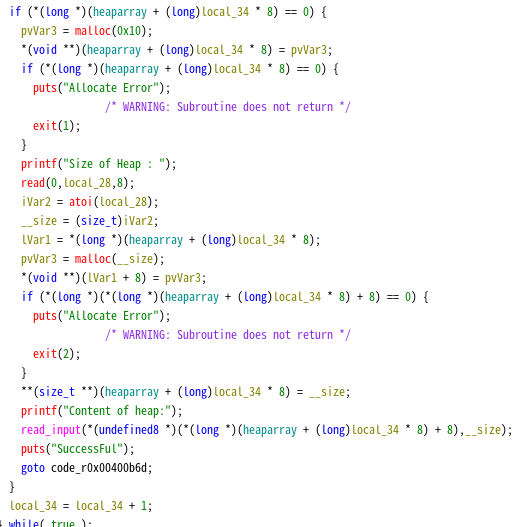 if (*(long *)(heaparray + (long)local_34 * 8) == 0) {
pvVar3 = malloc(0x10);
*(void **)(heaparray + (long)local_34 * 8) = pvVar3;
if (*(long *)(heaparray + (long)local_34 * 8) == 0) {
puts("Allocate Error");
/* WARNING: Subroutine does not return */
exit(1);
}
printf("Size of Heap : ");
read(0,local_28,8);
iVar2 = atoi(local_28);
__size = (size_t)iVar2;
lVar1 = *(long *)(heaparray + (long)local_34 * 8);
pvVar3 = malloc(__size);
*(void **)(lVar1 + 8) = pvVar3;
if (*(long *)(*(long *)(heaparray + (long)local_34 * 8) + 8) == 0) {
puts("Allocate Error");
/* WARNING: Subroutine does not return */
exit(2);
}
**(size_t **)(heaparray + (long)local_34 * 8) = __size;
printf("Content of heap:");
read_input(*(undefined8 *)(*(long *)(heaparray + (long)local_34 * 8) + 8),__size);
puts("SuccessFul");
goto code_r0x00400b6d;
}
local_34 = local_34 + 1;
} while( true );